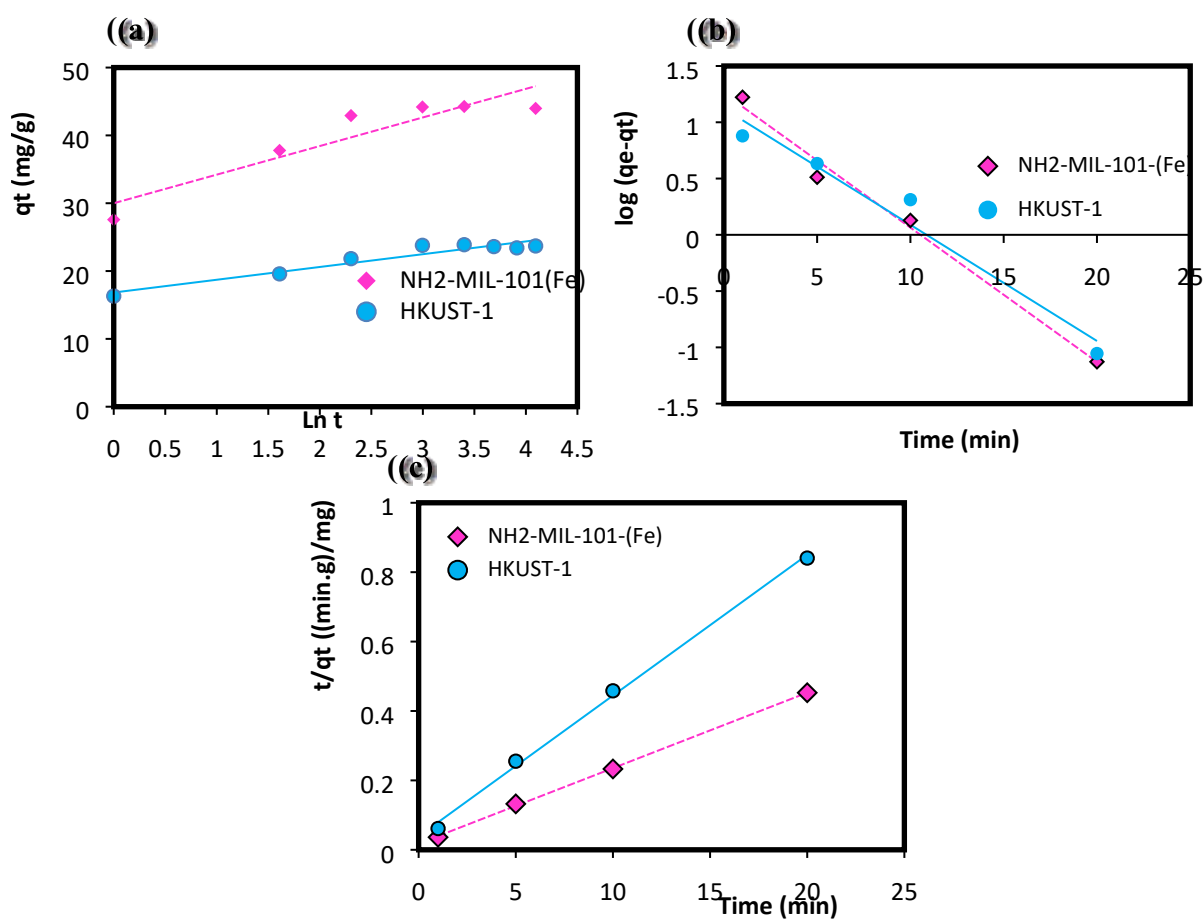 ((a)
50
40
30
20
10
0
qt (mg/g)
NH2-MIL-101(Fe)
HKUST-1
Ln t
0 0.5 1 1.5 2 2.5 3 3.5 4 4.5
((b)
1.5
1
0.5
0
-0.5
-1
-1.5
log (qe-qt)
NH2-MIL-101-(Fe)
HKUST-1
0 5 10 15 20 25
Time (min)
((c)
1
0.8
0.6
0.4
0.2
0
t/qt ((min.g)/mg)
NH2-MIL-101-(Fe)
HKUST-1
0 5 10 15 20 25
Time (min)